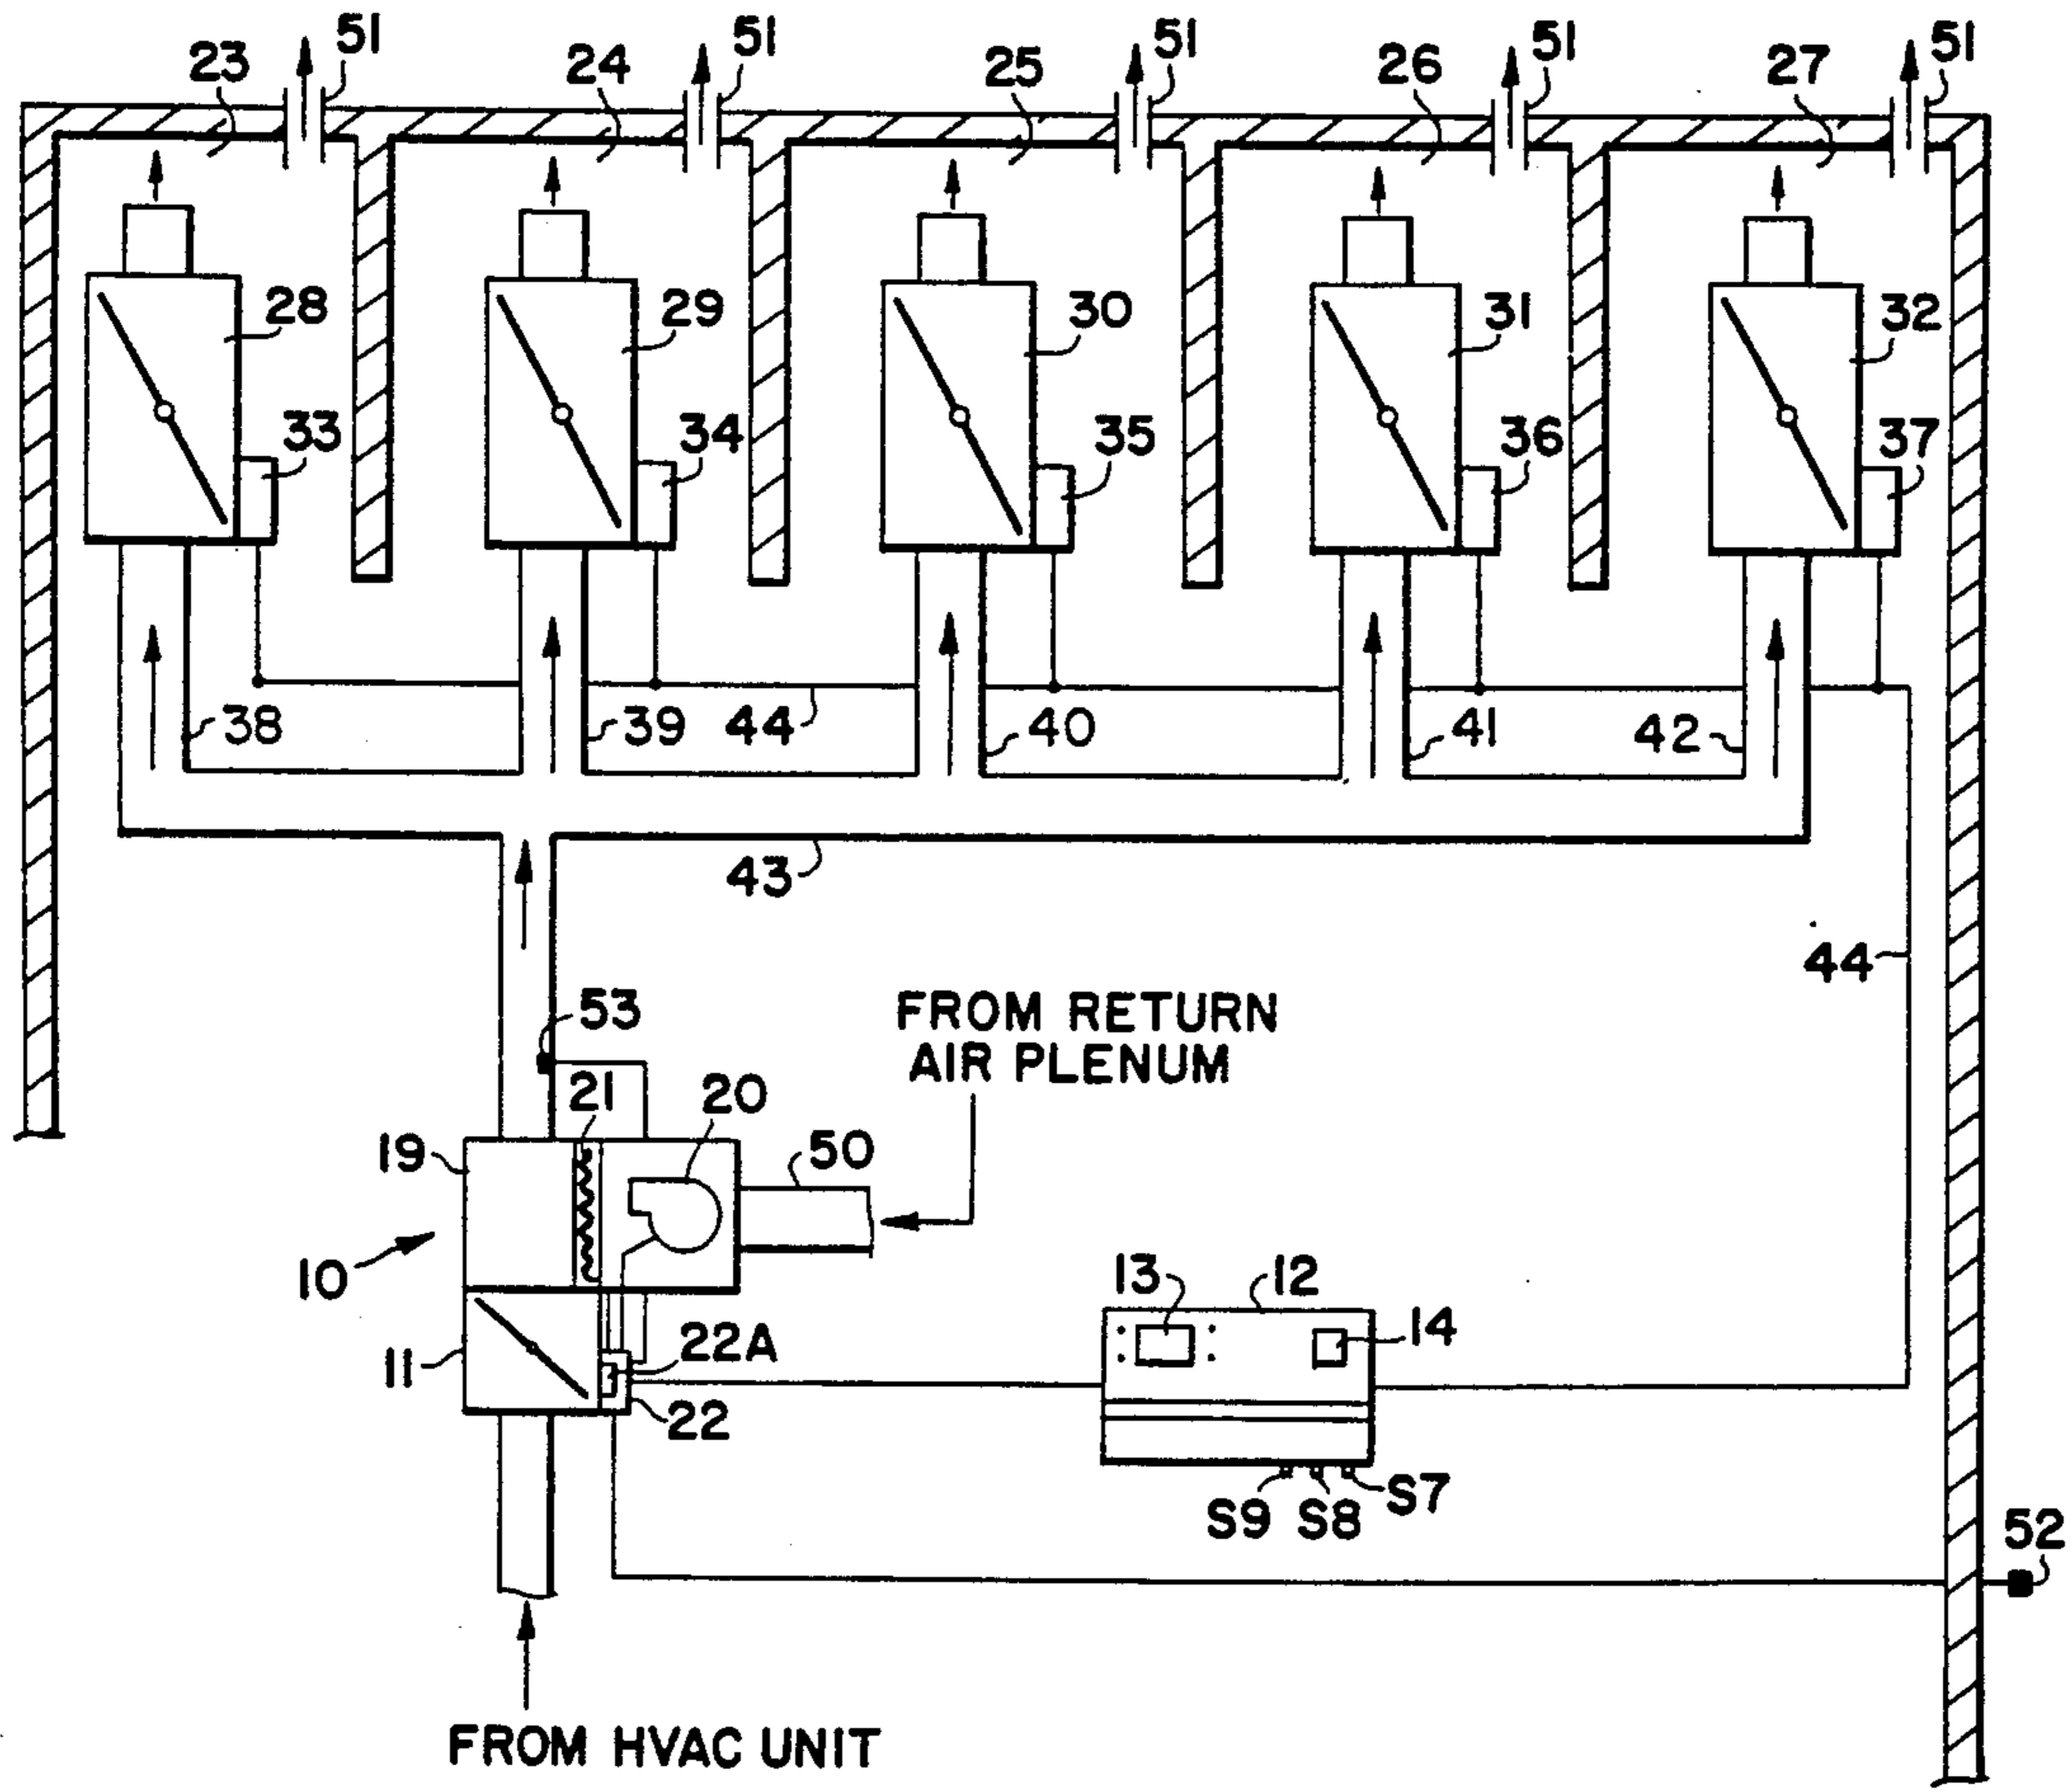 23 51 24 51 25 51 26 51 27 51
28 29 30 31 32
33 34 35 36 37
38 39 44 40 41 42
43
44
53
FROM RETURN
AIR PLENUM
21 20
19 50
10
13 12
14
11 22A
22
S9 S8 S7
52
FROM HVAC UNIT